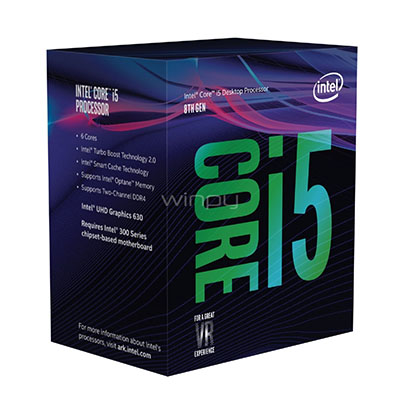 INTEL® CORE™ i5
PROCESSOR
• 6 Cores
• Intel® Turbo Boost Technology 2.0
• Intel® Smart Cache Technology
• Supports Intel® Optane™ Memory
• Supports Two-Channel DDR4
Intel® UHD Graphics 630
Requires Intel® 300 Series
chipset-based motherboard
For more information about Intel's
processors, visit ark.intel.com
Intel® Core™ i5 Desktop Processor
8TH GEN
intel
CORE i5
winpy
FOR A GREAT
VR
EXPERIENCE